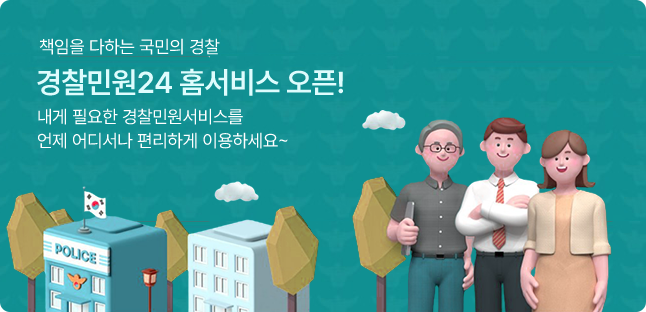 책임을 다하는 국민의 경찰
경찰민원24 홈서비스 오픈!
내게 필요한 경찰민원서비스를
언제 어디서나 편리하게 이용하세요~
POLICE